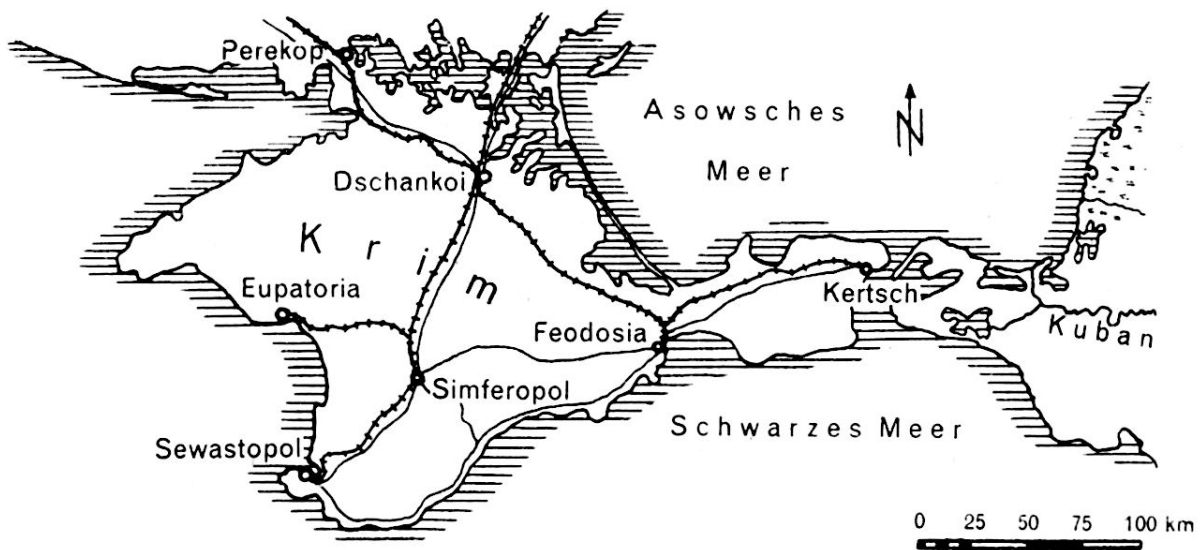 Perekop
Asowsches
Meer
N
Dschankoi
Krim
Eupatoria
Kertsch
Kuban
Feodosia
Simferopol
Schwarzes Meer
Sewastopol
0 25 50 75 100 km